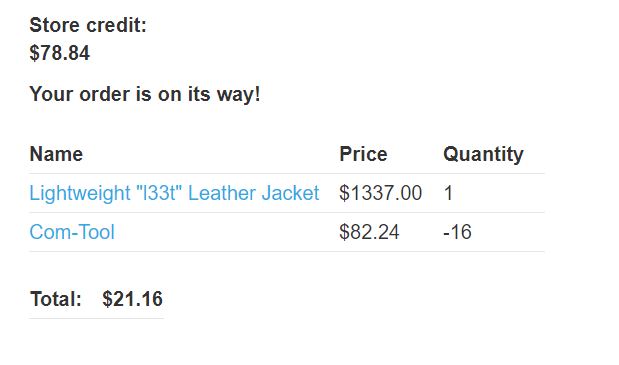 Store credit:
$78.84
Your order is on its way!
Name Price Quantity
Lightweight "l33t" Leather Jacket $1337.00 1
Com-Tool $82.24 -16
Total: $21.16